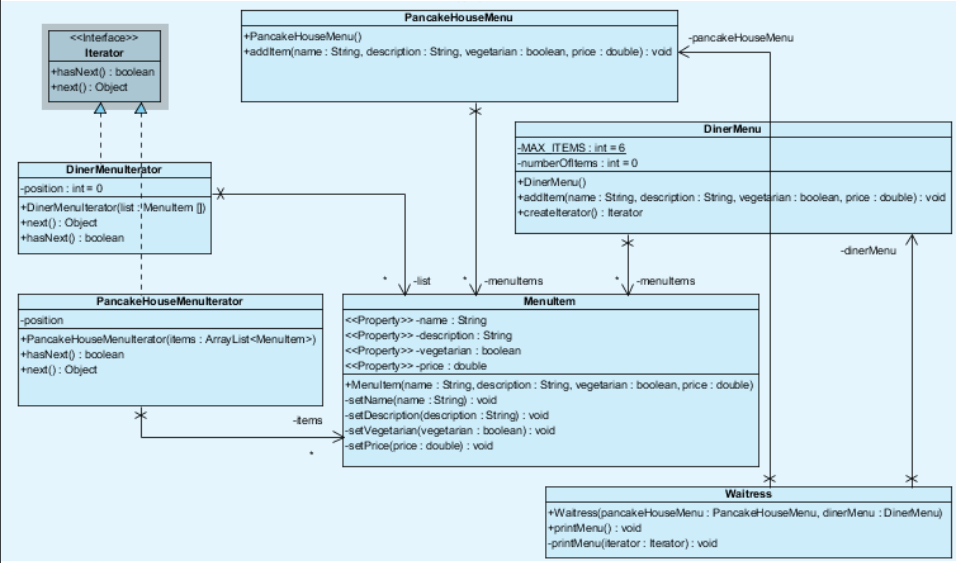 PancakeHouseMenu
+PancakeHouseMenu()
+addItem(name : String, description : String, vegetarian : boolean, price : double) : void
<<Interface>>
Iterator
+hasNext() : boolean
+next() : Object
-pancakeHouseMenu
DinerMenu
-MAX_ITEMS : int = 6
-numberOfItems : int = 0
+DinerMenu()
+addItem(name : String, description : String, vegetarian : boolean, price : double) : void
+createIterator() : Iterator
DinerMenuIterator
-position : int = 0
+DinerMenuIterator(list : MenuItem [])
+next() : Object
+hasNext() : boolean
-dinerMenu
* -list
* -menuItems
* -menuItems
PancakeHouseMenuIterator
-position
+PancakeHouseMenuIterator(items : ArrayList<MenuItem>)
+hasNext() : boolean
+next() : Object
MenuItem
<<Property>> -name : String
<<Property>> -description : String
<<Property>> -vegetarian : boolean
<<Property>> -price : double
+MenuItem(name : String, description : String, vegetarian : boolean, price : double)
-setName(name : String) : void
-setDescription(description : String) : void
-setVegetarian(vegetarian : boolean) : void
-setPrice(price : double) : void
-items
*
Waitress
+Waitress(pancakeHouseMenu : PancakeHouseMenu, dinerMenu : DinerMenu)
+printMenu() : void
-printMenu(iterator : Iterator) : void